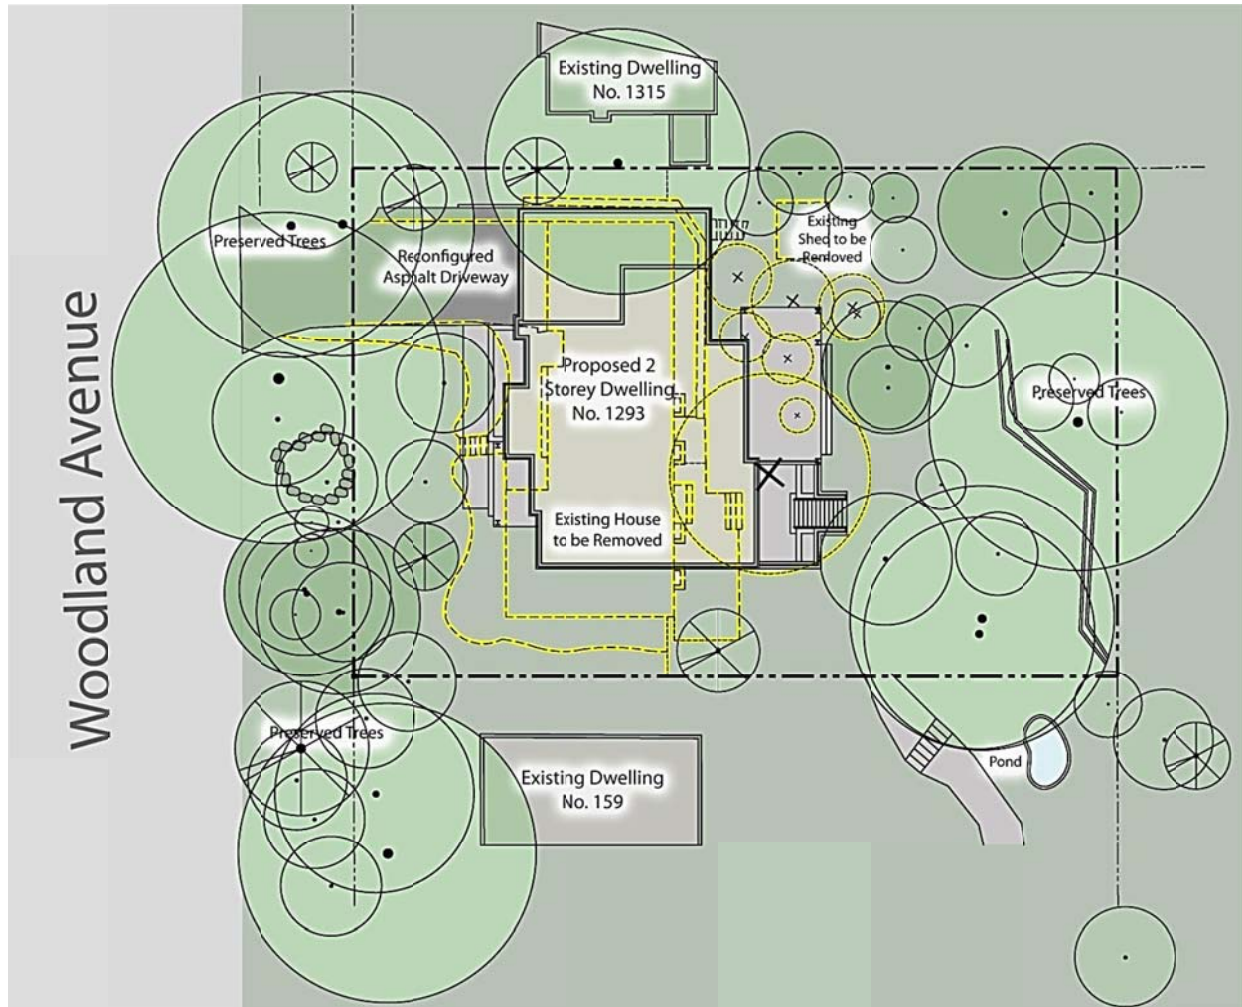 Existing Dwelling
No. 1315
Existing
Shed to be
Removed
Preserved Trees
Reconfigured
Asphalt Driveway
Woodland Avenue
Proposed 2
Storey Dwelling
No. 1293
Preserved Trees
Existing House
to be Removed
Preserved Trees
Existing Dwelling
No. 159
Pond